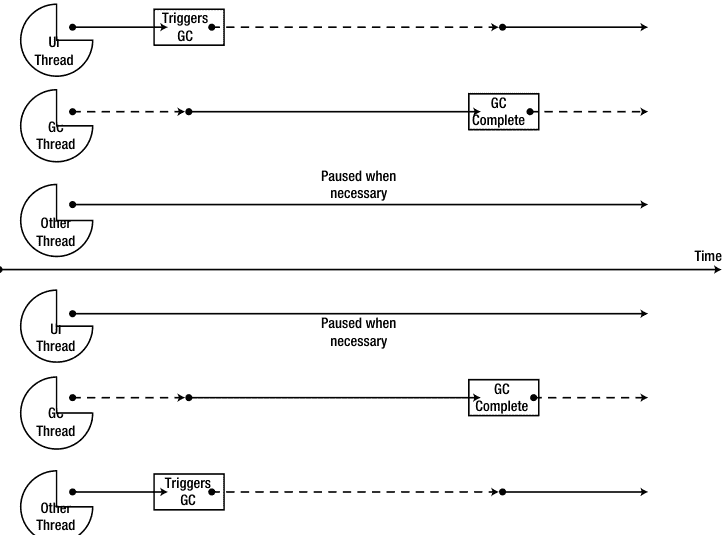 Triggers
GC
UI
Thread
GC
Complete
GC
Thread
Paused when
necessary
Other
Thread
Time
UI
Thread
Paused when
necessary
GC
Complete
GC
Thread
Triggers
GC
Other
Thread